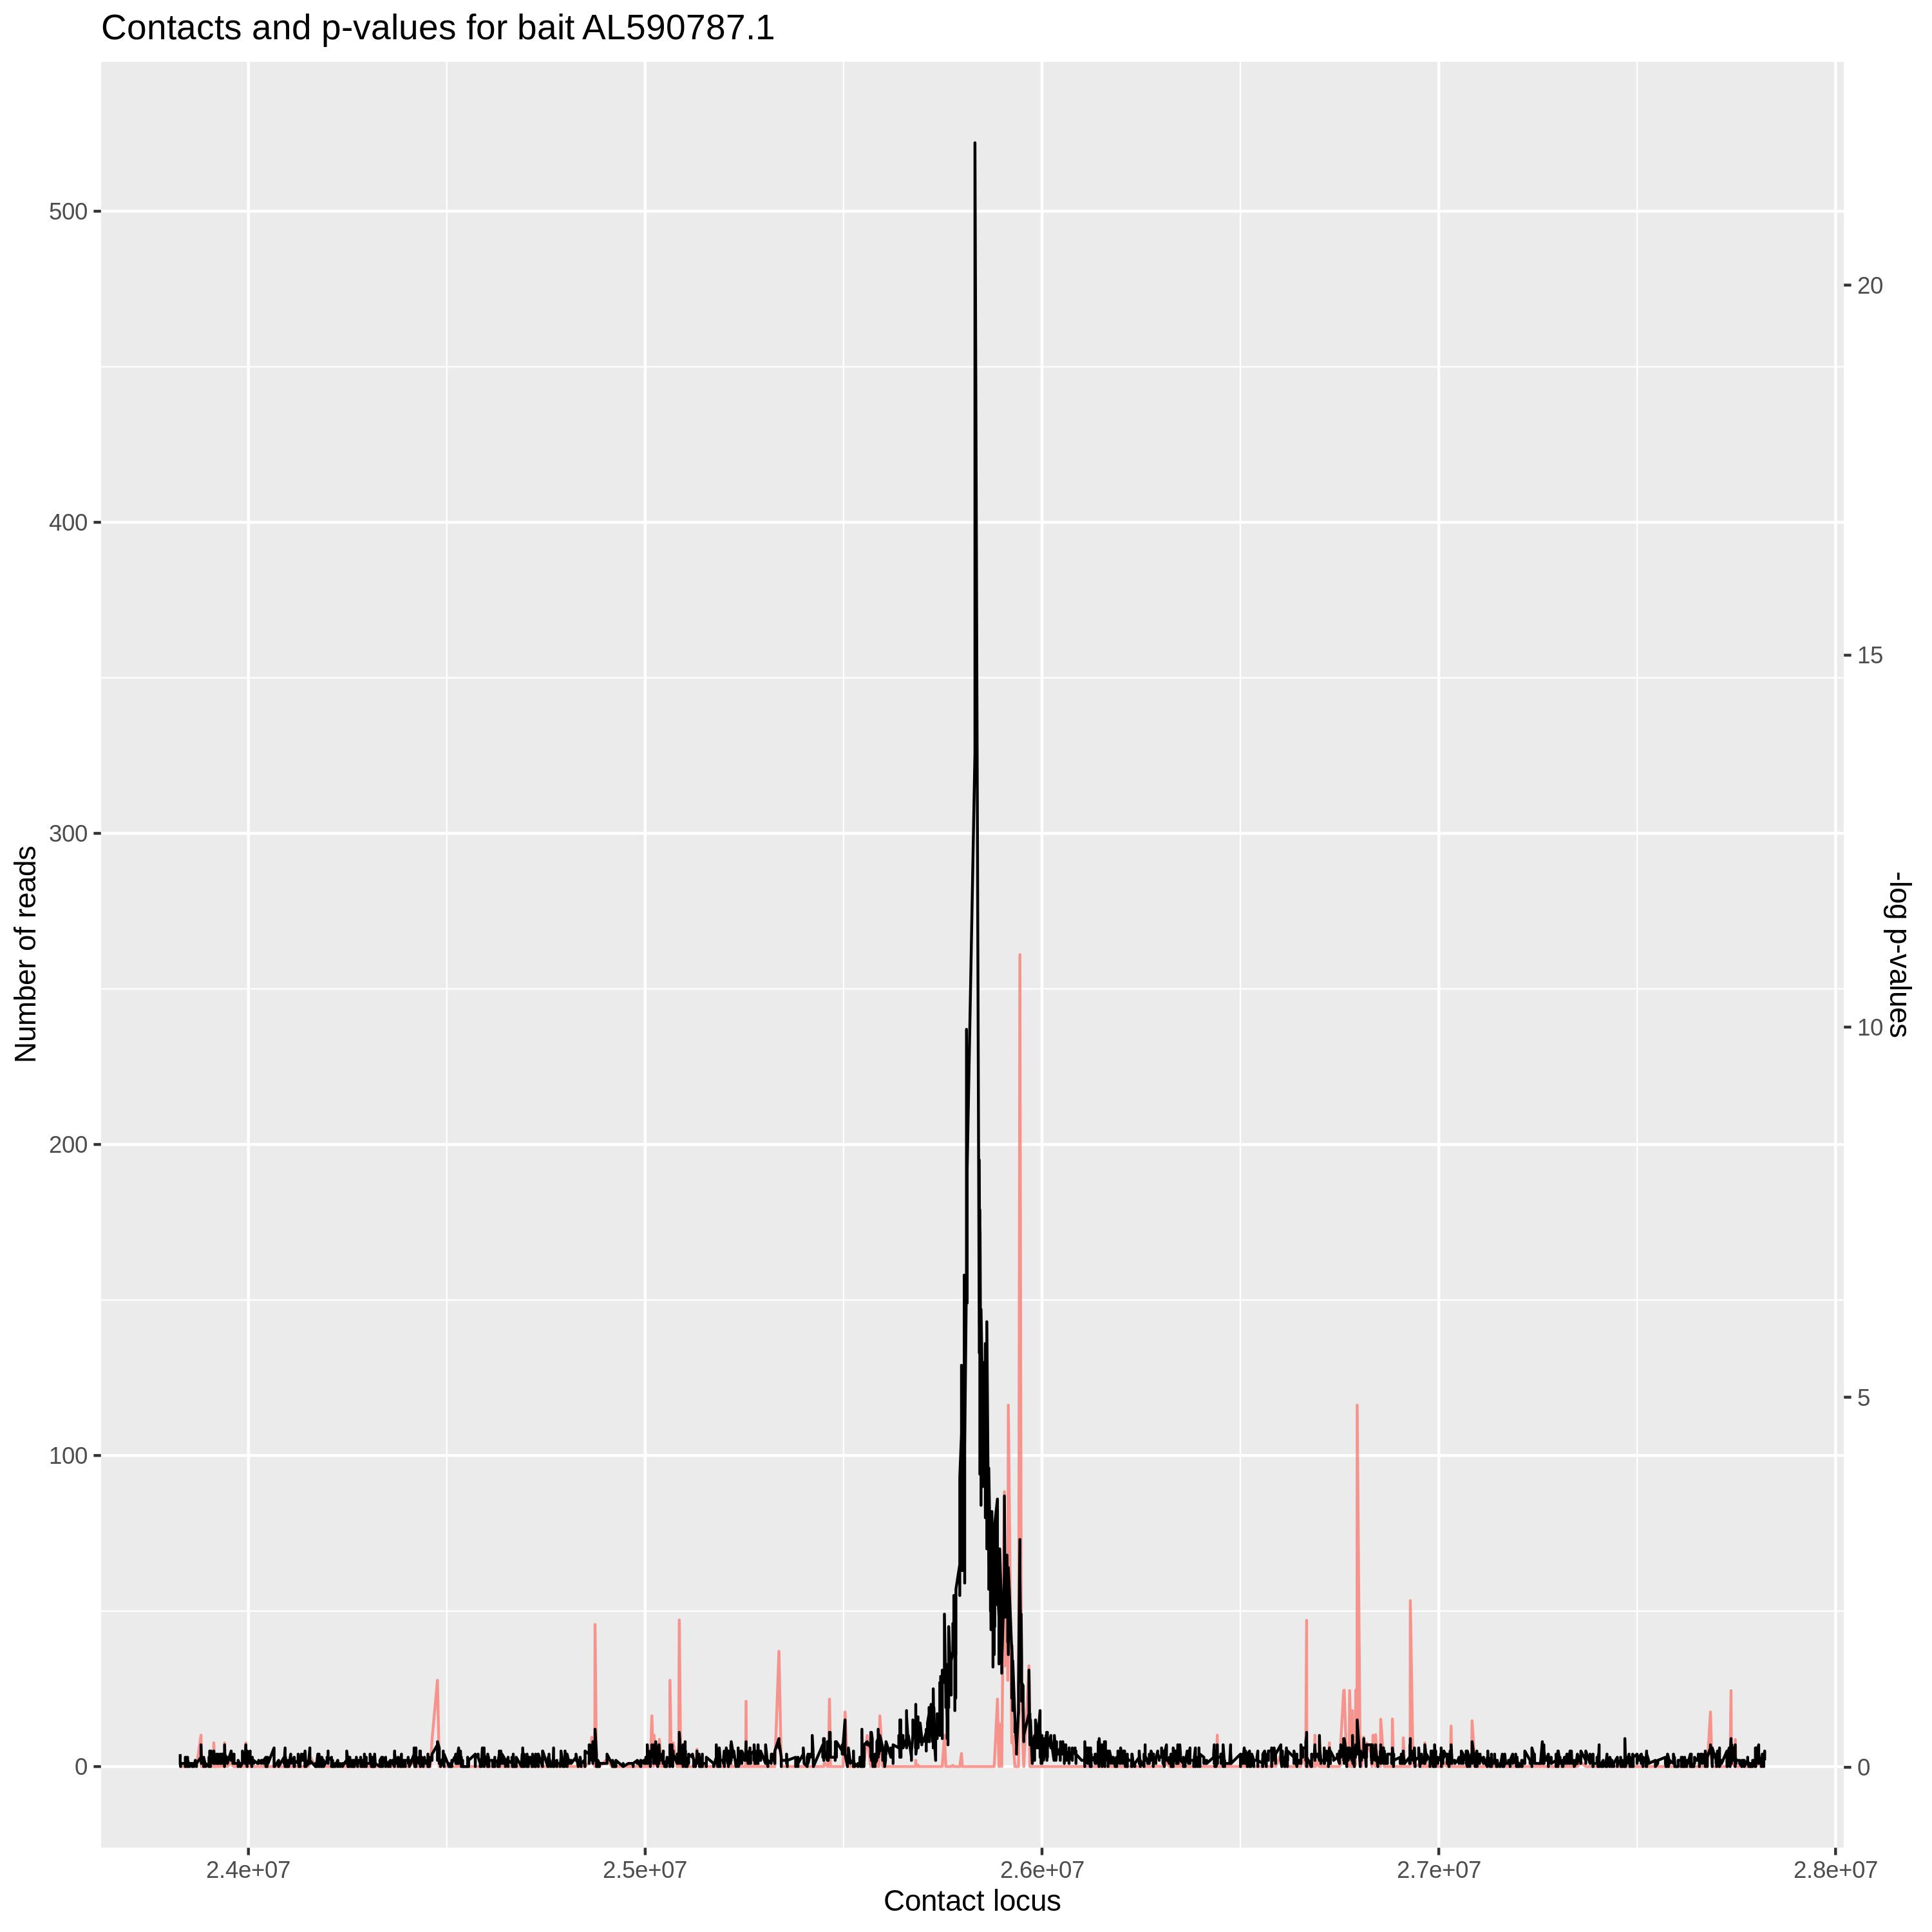 Contacts and p-values for bait AL590787.1
500
400
300
200
100
0
Number of reads
20
15
10
5
0
-log p-values
2.4e+07
2.5e+07
2.6e+07
2.7e+07
2.8e+07
Contact locus